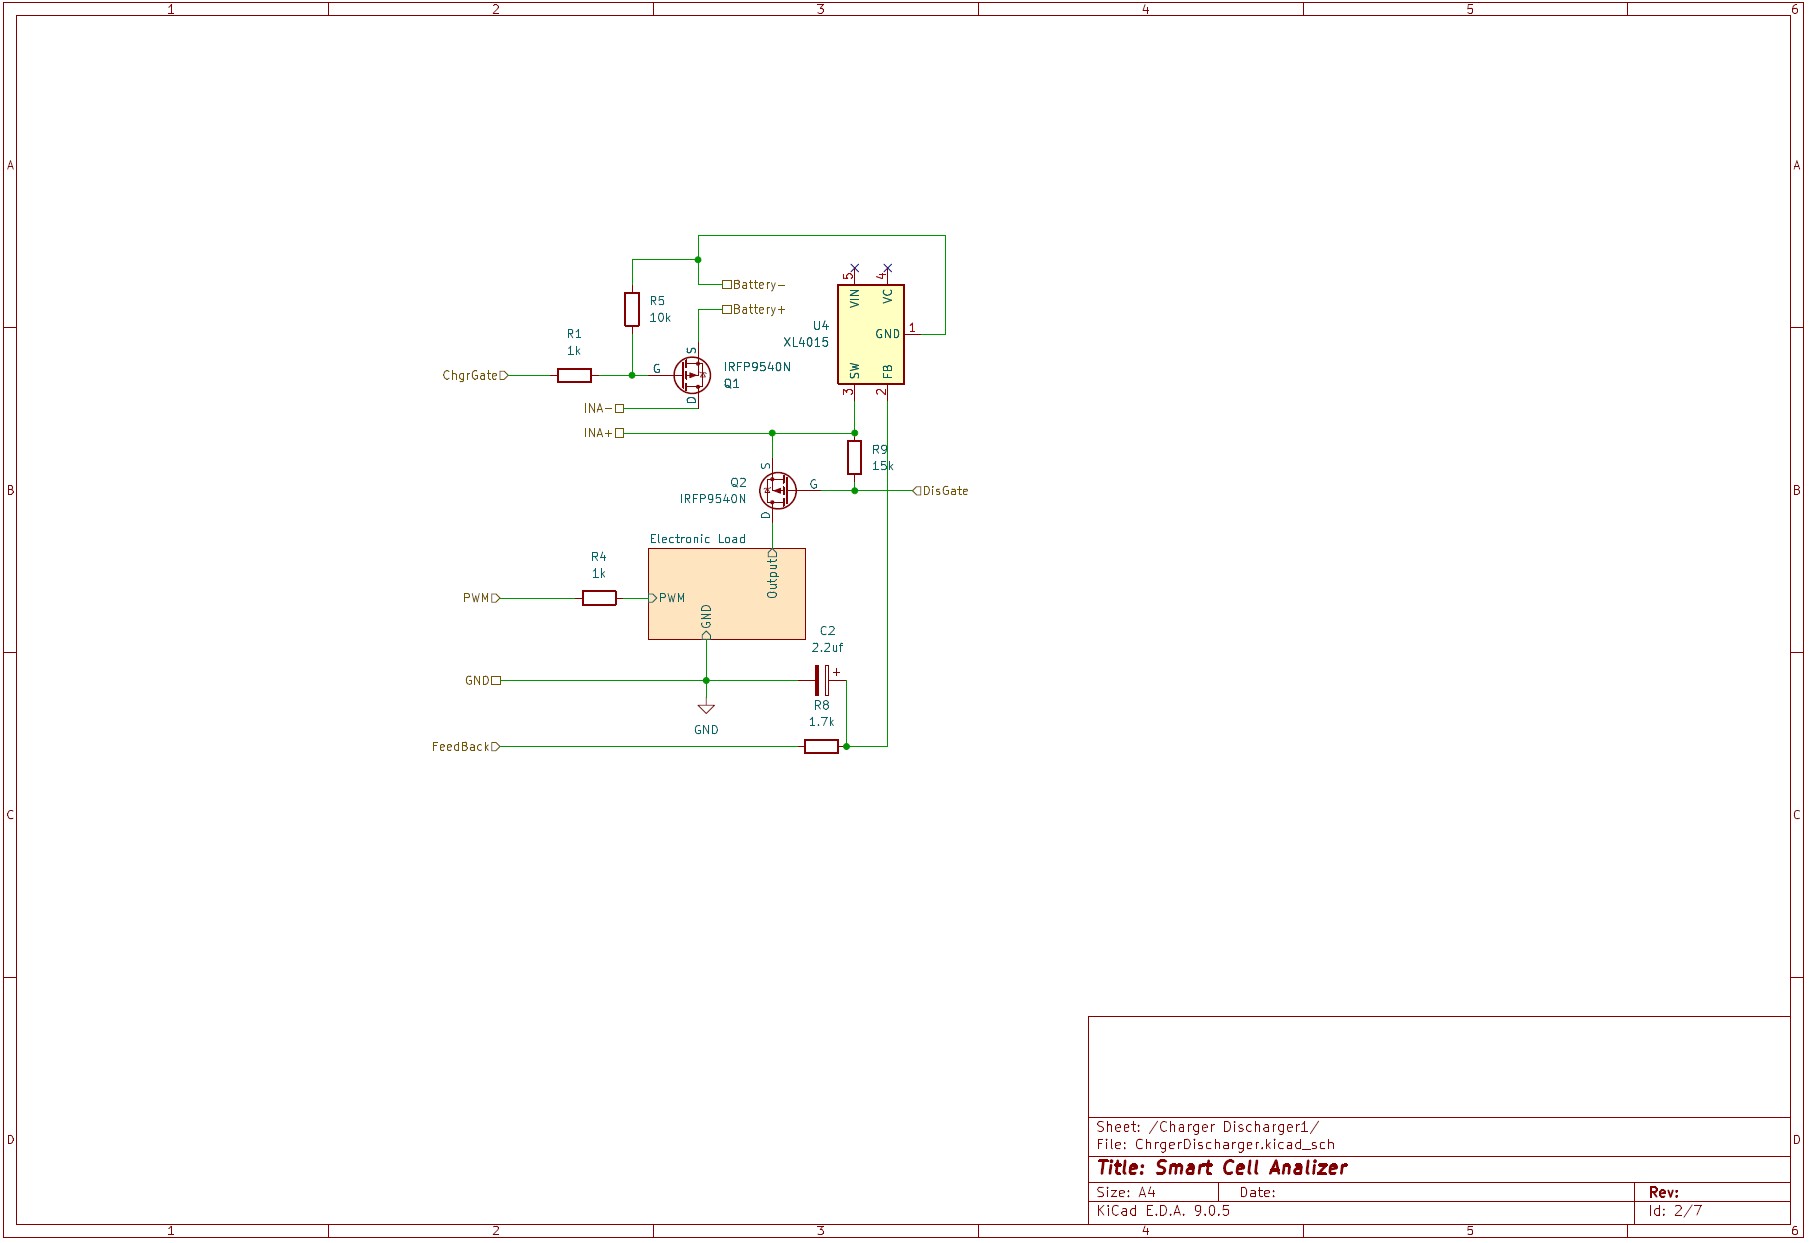 1 2 3 4 5 6
A A
5 4
VIN VC
Battery-
R5
10k
Battery+
U4
XL4015
GND 1
R1
1k
S
SW FB
ChgrGate
G
IRFP9540N
Q1
D
3 2
INA-
INA+
R9
15k
S
Q2
IRFP9540N
G
DisGate
B B
D
Electronic Load
Output
R4
1k
PWM
PWM
GND
C2
2.2uf
+
GND
R8
1.7k
GND
FeedBack
C C
Sheet: /Charger Discharger1/
File: ChrgerDischarger.kicad_sch
D D
Title: Smart Cell Analizer
Size: A4 Date: Rev:
KiCad E.D.A. 9.0.5 Id: 2/7
1 2 3 4 5 6